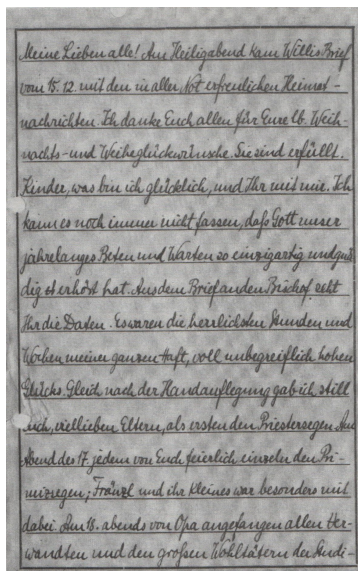 Meine Lieben alle! Am Heiligabend kam Willis Brief
vom 15.12. mit den in aller Not erfreulichen Heimat-
nachrichten. Ich danke Euch allen für Eure lb. Weih-
nachts- und Weiheglückwünsche. Sie sind erfüllt.
Kinder, was bin ich glücklich, und Ihr mit mir. Ich
kann es noch immer nicht fassen, daß Gott unser
jahrelanges Beten und Warten so einzigartig und gnä-
dig erhört hat. Aus dem Brief an den Bischof seht
Ihr die Daten. Es waren die herrlichsten Stunden und
Wochen meiner ganzen Haft, voll unbegreiflich hohen
Glücks. Gleich nach der Handauflegung gab ich still
Euch, viellieben Eltern, als ersten den Priestersegen. Am
Abend des 17. jedem von Euch feierlich einzeln den Pri-
mizsegen; Fränzl und ihr Kleines war besonders mit
dabei. Am 18. abends von Opa angefangen allen Ver-
wandten und den großen Wohltätern der Studi-